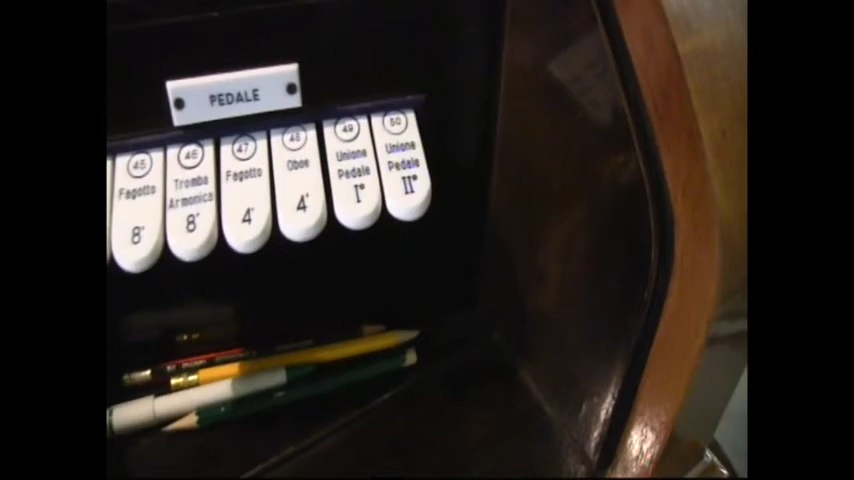 PEDALE
45
Fagotto
8'
46
Tromba
Armonica
8'
47
Fagotto
4'
48
Oboe
4'
49
Unione
Pedale
I°
50
Unione
Pedale
II°